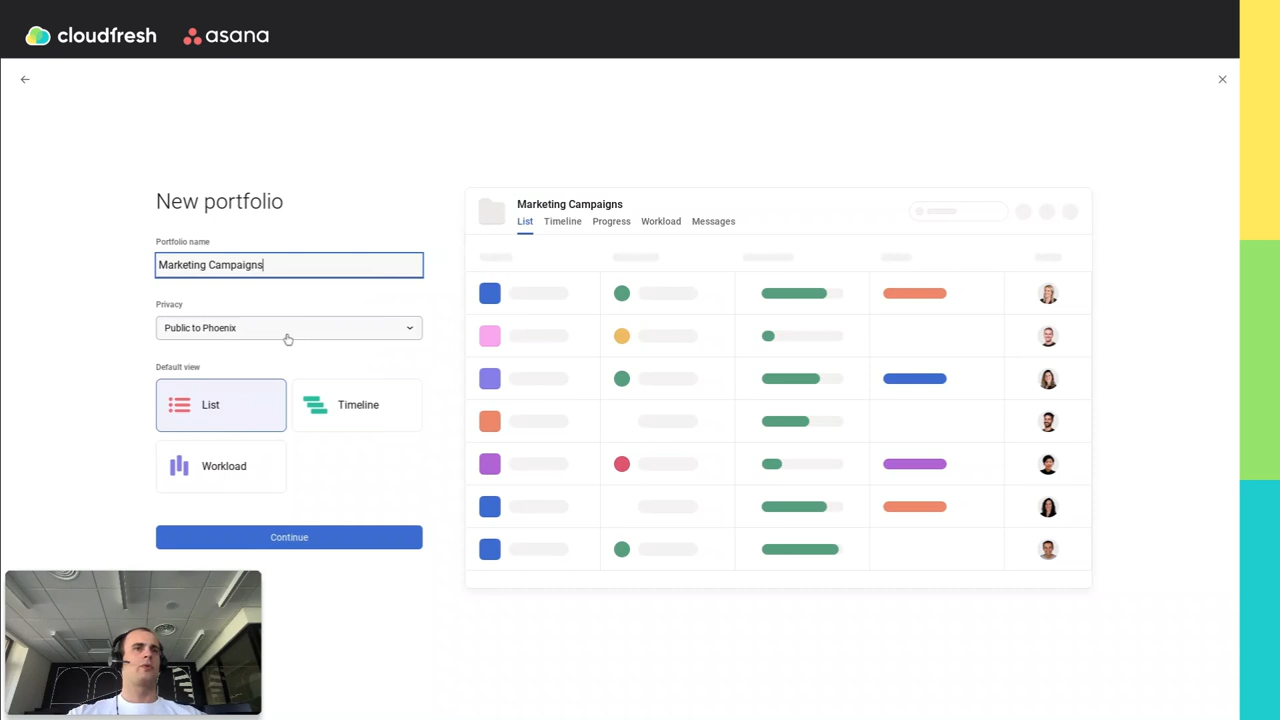 cloudfresh asana
New portfolio
Portfolio name
Marketing Campaigns
Privacy
Public to Phoenix
Default view
List
Timeline
Workload
Continue
Marketing Campaigns
List Timeline Progress Workload Messages